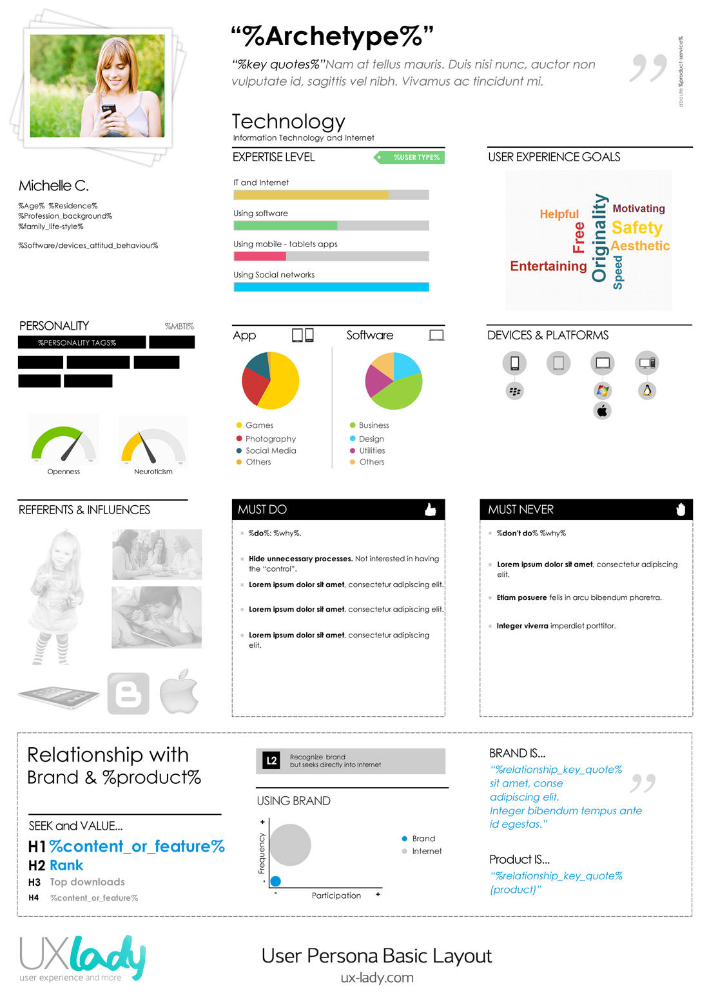 “%Archetype%”
“%key quotes%”Nam at tellus mauris. Duis nisi nunc, auctor non
vulputate id, sagittis vel nibh. Vivamus ac tincidunt mi.
”
aboute %product-service%
Michelle C.
%Age%  %Residence%
%Profession_background%
%family_life-style%
%Software/devices_attitud_behaviour%
Technology
Information Technology and Internet
EXPERTISE LEVEL
%USER TYPE%
IT and Internet
Using software
Using mobile - tablets apps
Using Social networks
USER EXPERIENCE GOALS
Helpful
Free
Originality
Motivating
Safety
Aesthetic
Entertaining
Speed
PERSONALITY
%MBTI%
%PERSONALITY TAGS%
Low
High
Openness
Low
High
Neuroticism
App
Games
Photography
Social Media
Others
Software
Business
Design
Utilities
Others
DEVICES & PLATFORMS
REFERENTS & INFLUENCES
MUST DO
%do%: %why%.
Hide unnecessary processes. Not interested in having
the “control”.
Lorem ipsum dolor sit amet, consectetur adipiscing elit.
Lorem ipsum dolor sit amet, consectetur adipiscing elit.
Lorem ipsum dolor sit amet, consectetur adipiscing
elit.
MUST NEVER
%don't do% %why%
Lorem ipsum dolor sit amet, consectetur adipiscing
elit.
Etiam posuere felis in arcu bibendum pharetra.
Integer viverra imperdiet porttitor.
Relationship with
Brand & %product%
SEEK and VALUE...
H1 %content_or_feature%
H2 Rank
H3 Top downloads
H4 %content_or_feature%
L2
Recognize  brand
but seeks directly into Internet
USING BRAND
+
Frequency
-
-
Participation
+
Brand
Internet
BRAND IS...
“%relationship_key_quote%
sit amet, conse
adipiscing elit.
Integer bibendum tempus ante
id egestas.”
”
Product IS...
“%relationship_key_quote%
(product)”
UXlady
user experience and more
User Persona Basic Layout
ux-lady.com